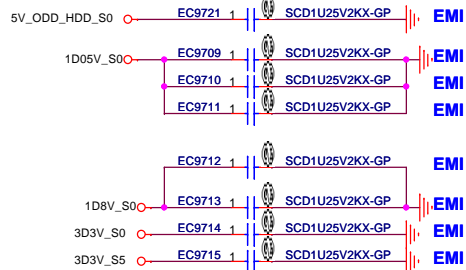 5V_ODD_HDD_S0 EC9721 1 SCD1U25V2KX-GP EMI
1D05V_S0 EC9709 1 SCD1U25V2KX-GP EMI
EC9710 1 SCD1U25V2KX-GP EMI
EC9711 1 SCD1U25V2KX-GP EMI
EC9712 1 SCD1U25V2KX-GP EMI
1D8V_S0 EC9713 1 SCD1U25V2KX-GP EMI
3D3V_S0 EC9714 1 SCD1U25V2KX-GP EMI
3D3V_S5 EC9715 1 SCD1U25V2KX-GP EMI